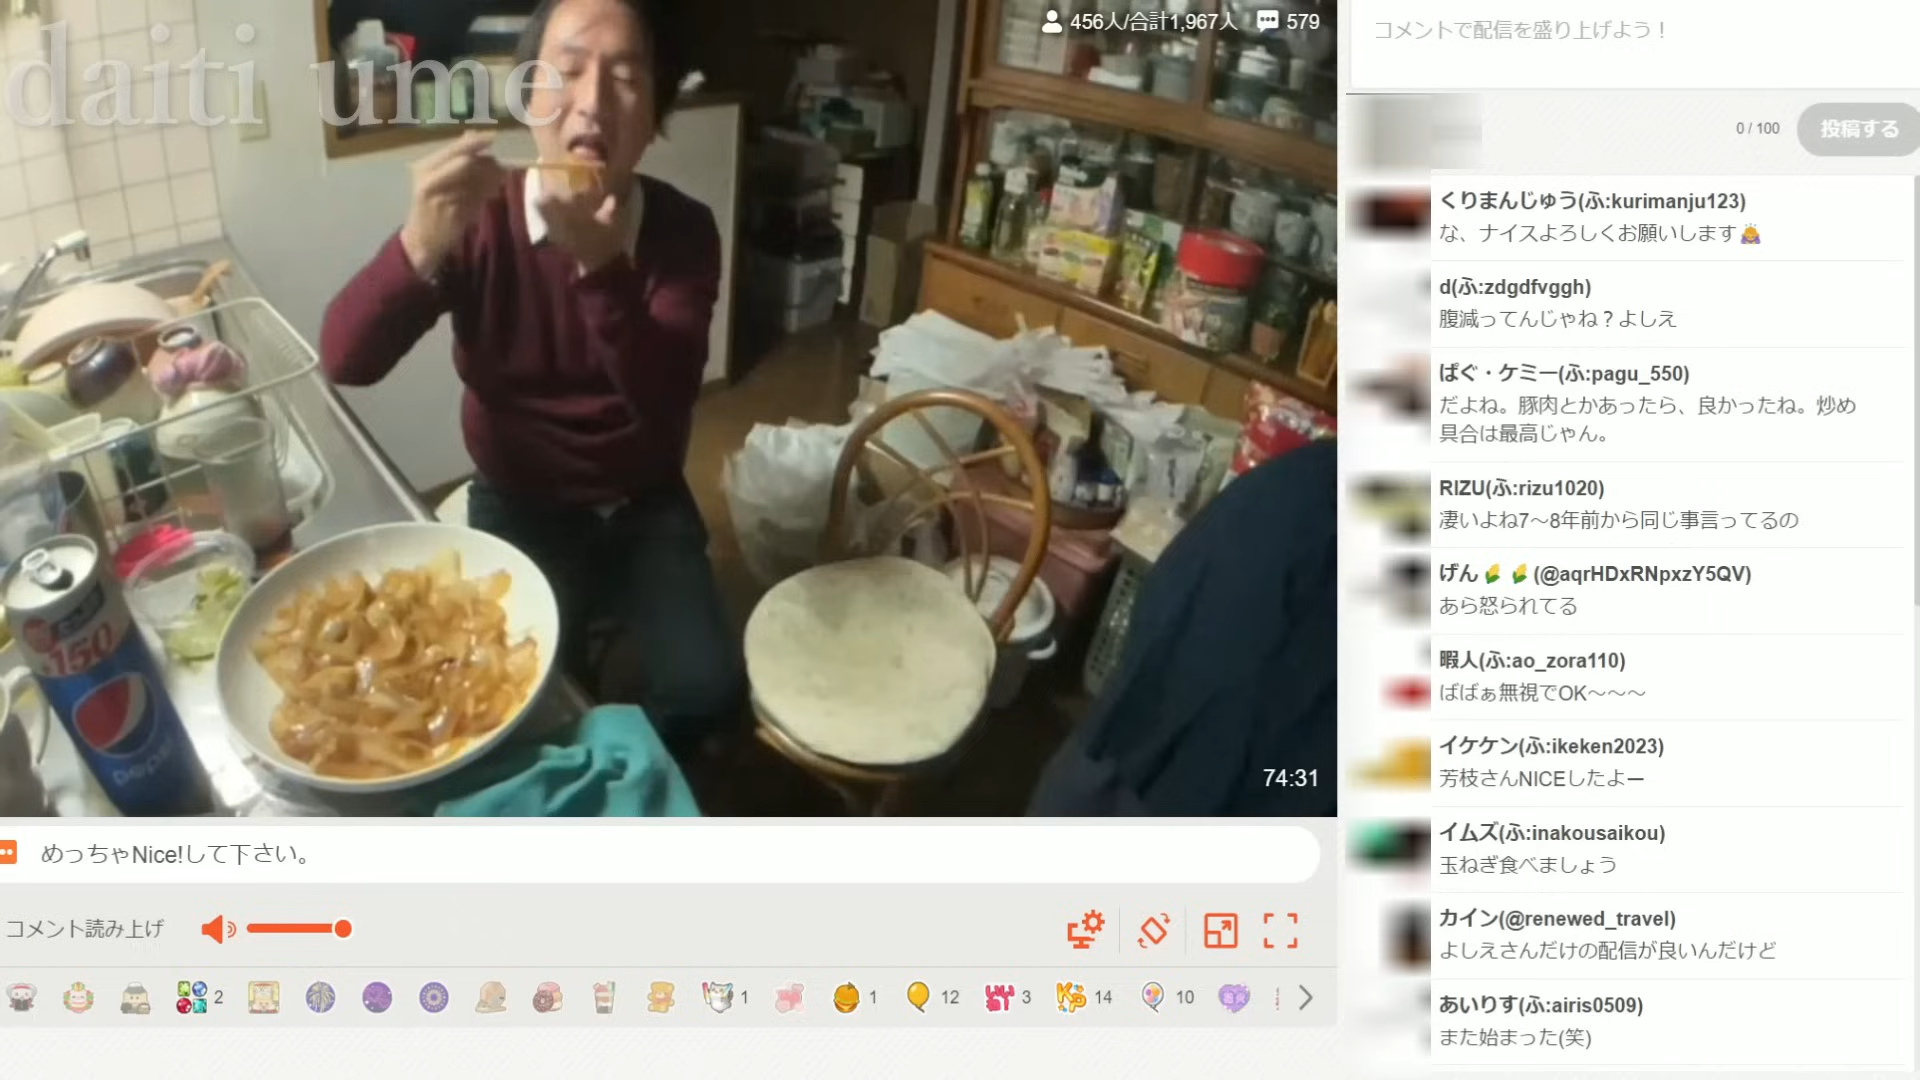 daiti ume
456人/合計1,967人 579
150
pepsi
74:31
めっちゃNice!して下さい。
コメント読み上げ
2
1
1
12
3
14
10
コメントで配信を盛り上げよう！
0 / 100
投稿する
くりまんじゅう(ふ:kurimanju123)
な、ナイスよろしくお願いします🙇
d(ふ:zdgdfvggh)
腹減ってんじゃね？よしえ
ぱぐ・ケミー(ふ:pagu_550)
だよね。豚肉とかあったら、良かったね。炒め
具合は最高じゃん。
RIZU(ふ:rizu1020)
凄いよね7〜8年前から同じ事言ってるの
げん🌽🌽(@aqrHDxRNpxzY5QV)
あら怒られてる
暇人(ふ:ao_zora110)
ばばぁ無視でOK〜〜〜
イケケン(ふ:ikeken2023)
芳枝さんNICEしたよー
イムズ(ふ:inakousaikou)
玉ねぎ食べましょう
カイン(@renewed_travel)
よしえさんだけの配信が良いんだけど
あいりす(ふ:airis0509)
また始まった(笑)